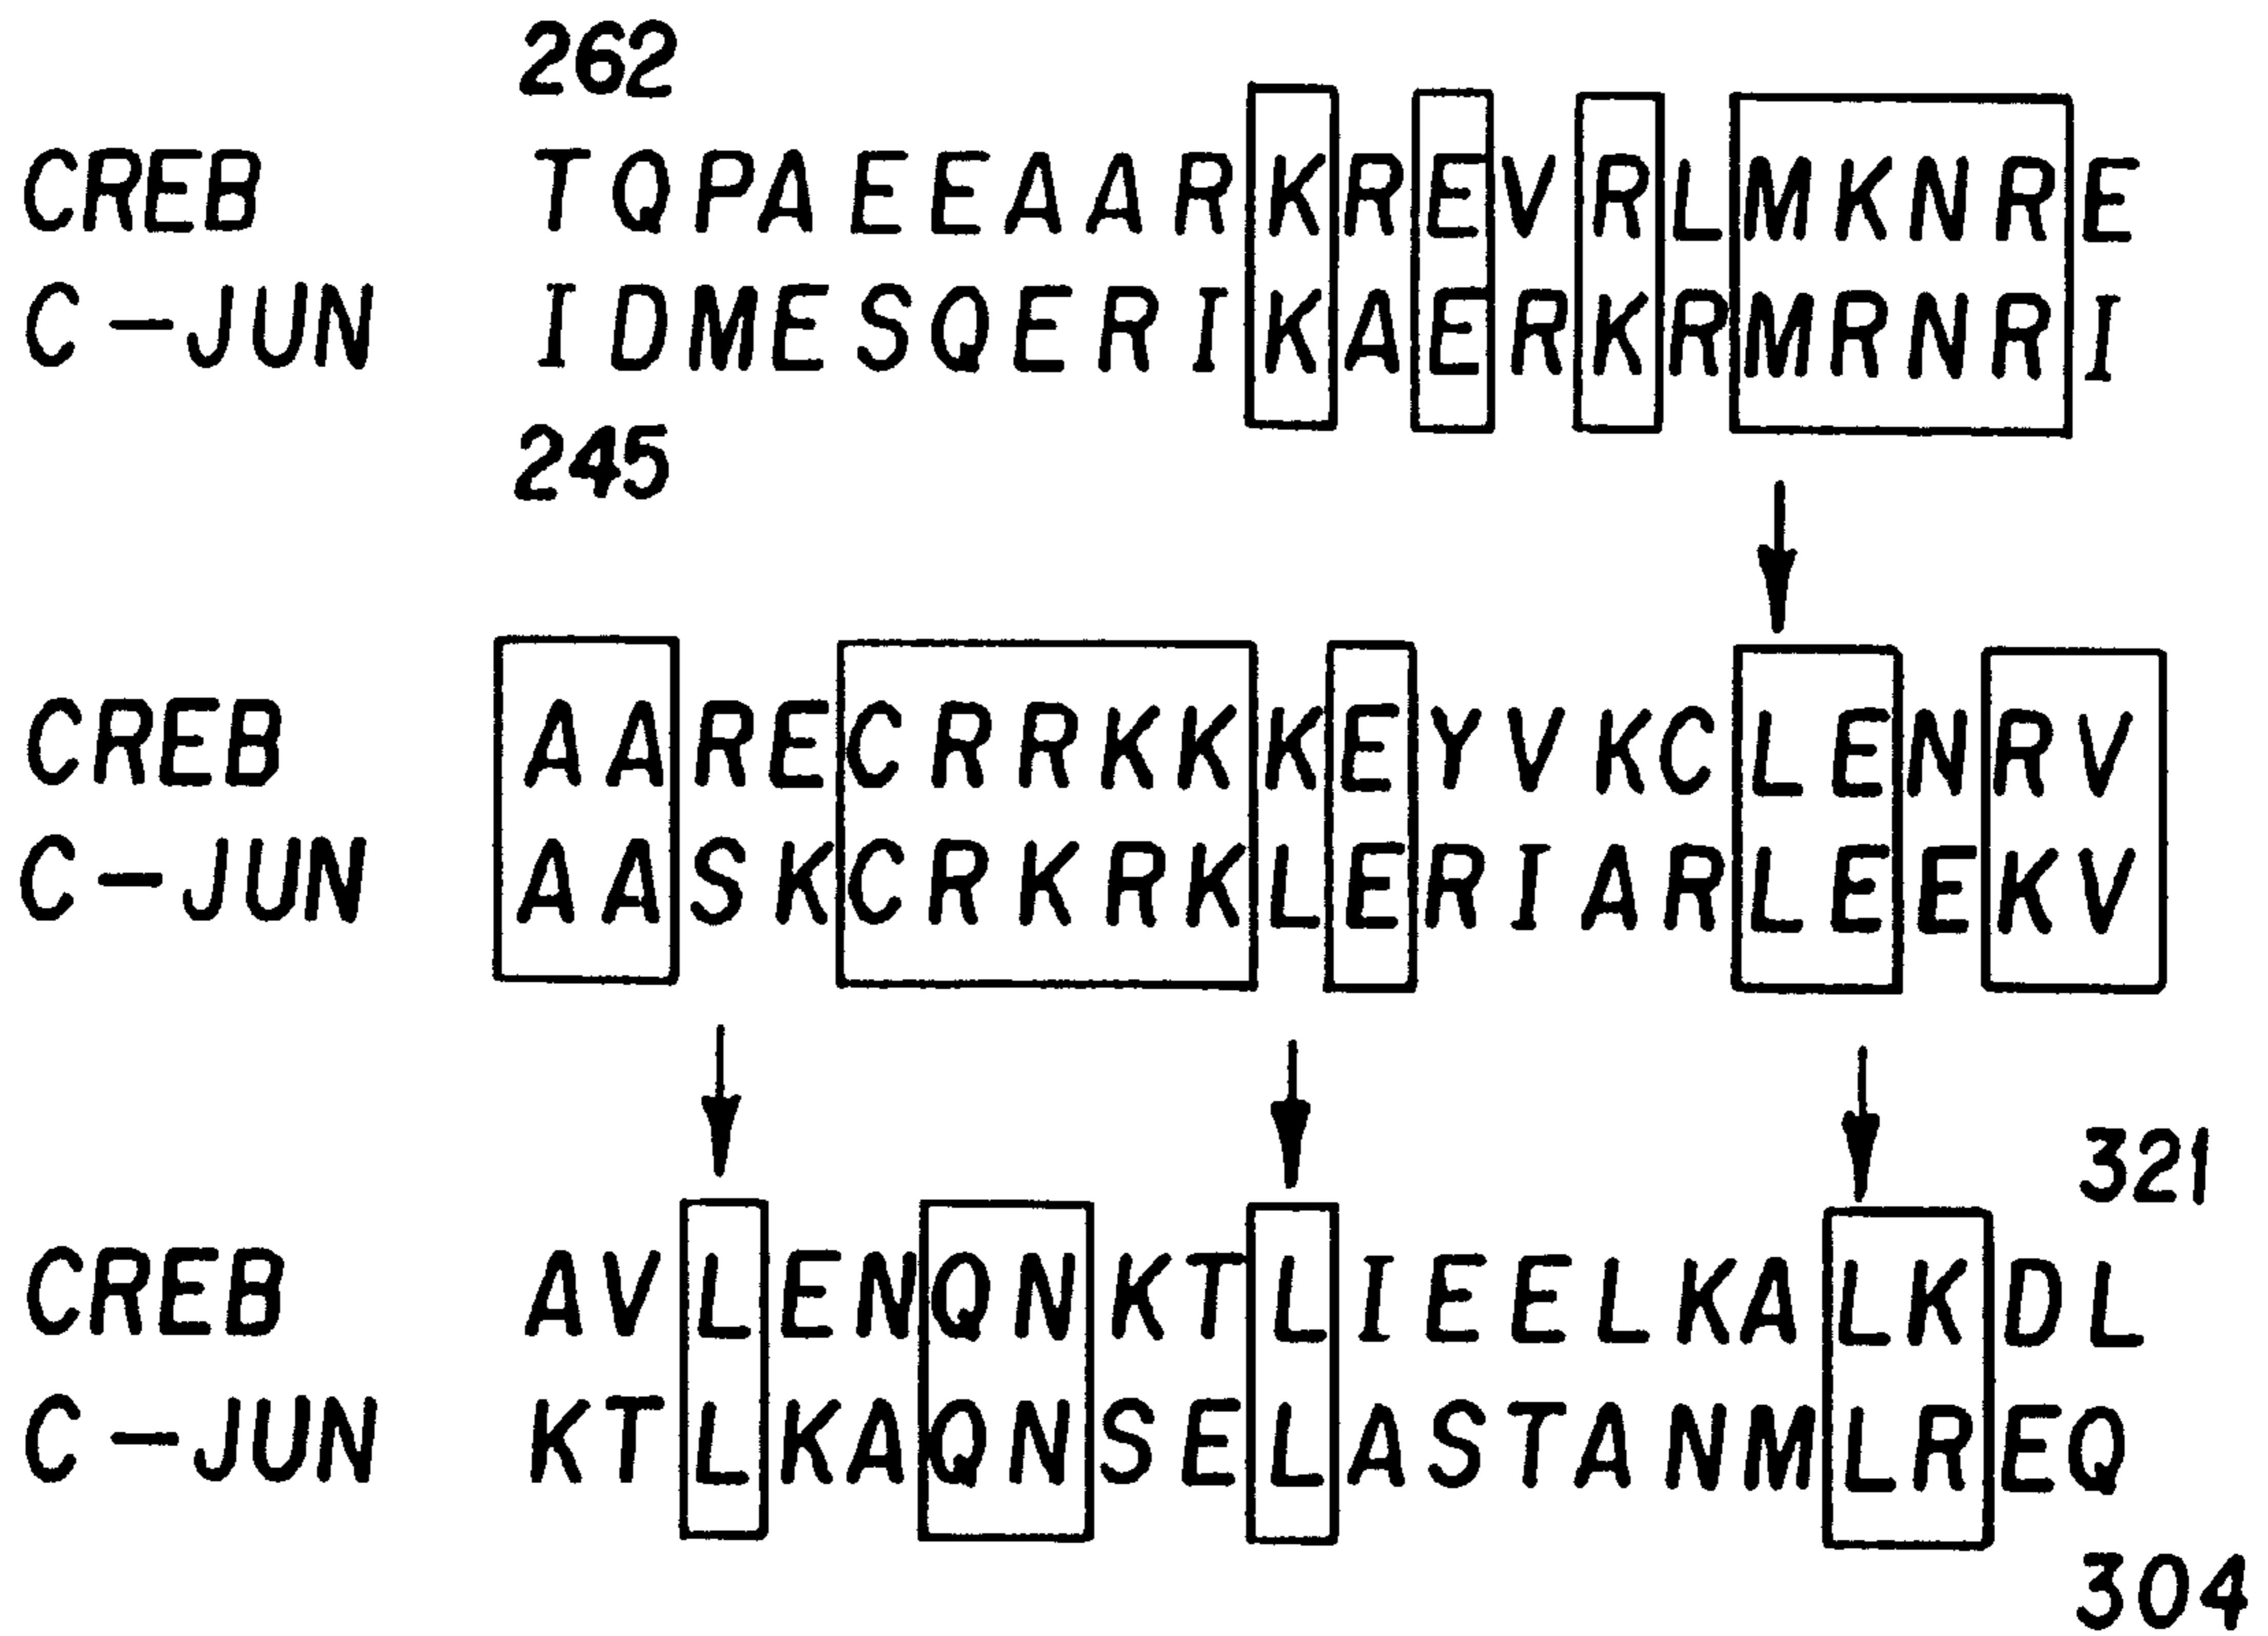 262
CREB TQPAEEAARKREVRLMKNRE
C-JUN IDMESQERIKAERKRMRNRI
245
CREB AARECRRKKKEYVKCLENRV
C-JUN AASKCRKRKLERIARLEEKV
321
CREB AVLENQNKTLIEELKALKDL
C-JUN KTLKAQNSELASTANMLREQ
304